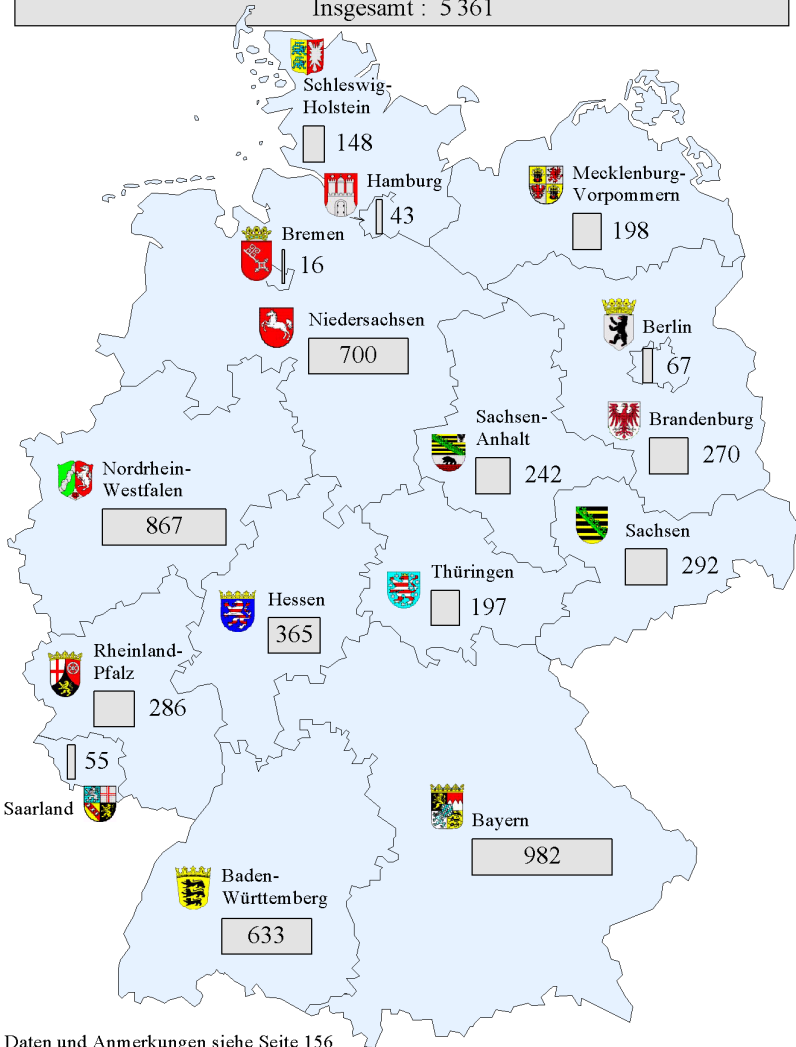 Insgesamt : 5 361
Schleswig-
Holstein
148
Hamburg
43
Mecklenburg-
Vorpommern
198
Bremen
16
Niedersachsen
700
Berlin
67
Sachsen-
Anhalt
242
Brandenburg
270
Nordrhein-
Westfalen
867
Sachsen
292
Thüringen
197
Hessen
365
Rheinland-
Pfalz
286
55
Saarland
Bayern
982
Baden-
Württemberg
633
Daten und Anmerkungen siehe Seite 156